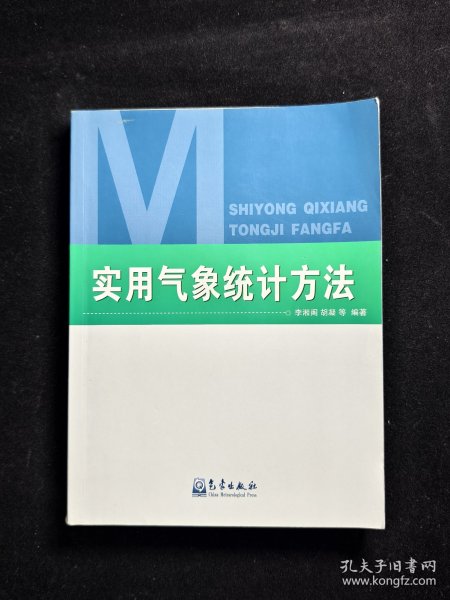 M
SHIYONG QIXIANG
TONGJI FANGFA
实用气象统计方法
李湘阁 胡凝 等 编著
气象出版社
China Meteorological Press
孔夫子旧书网
www.kongfz.com